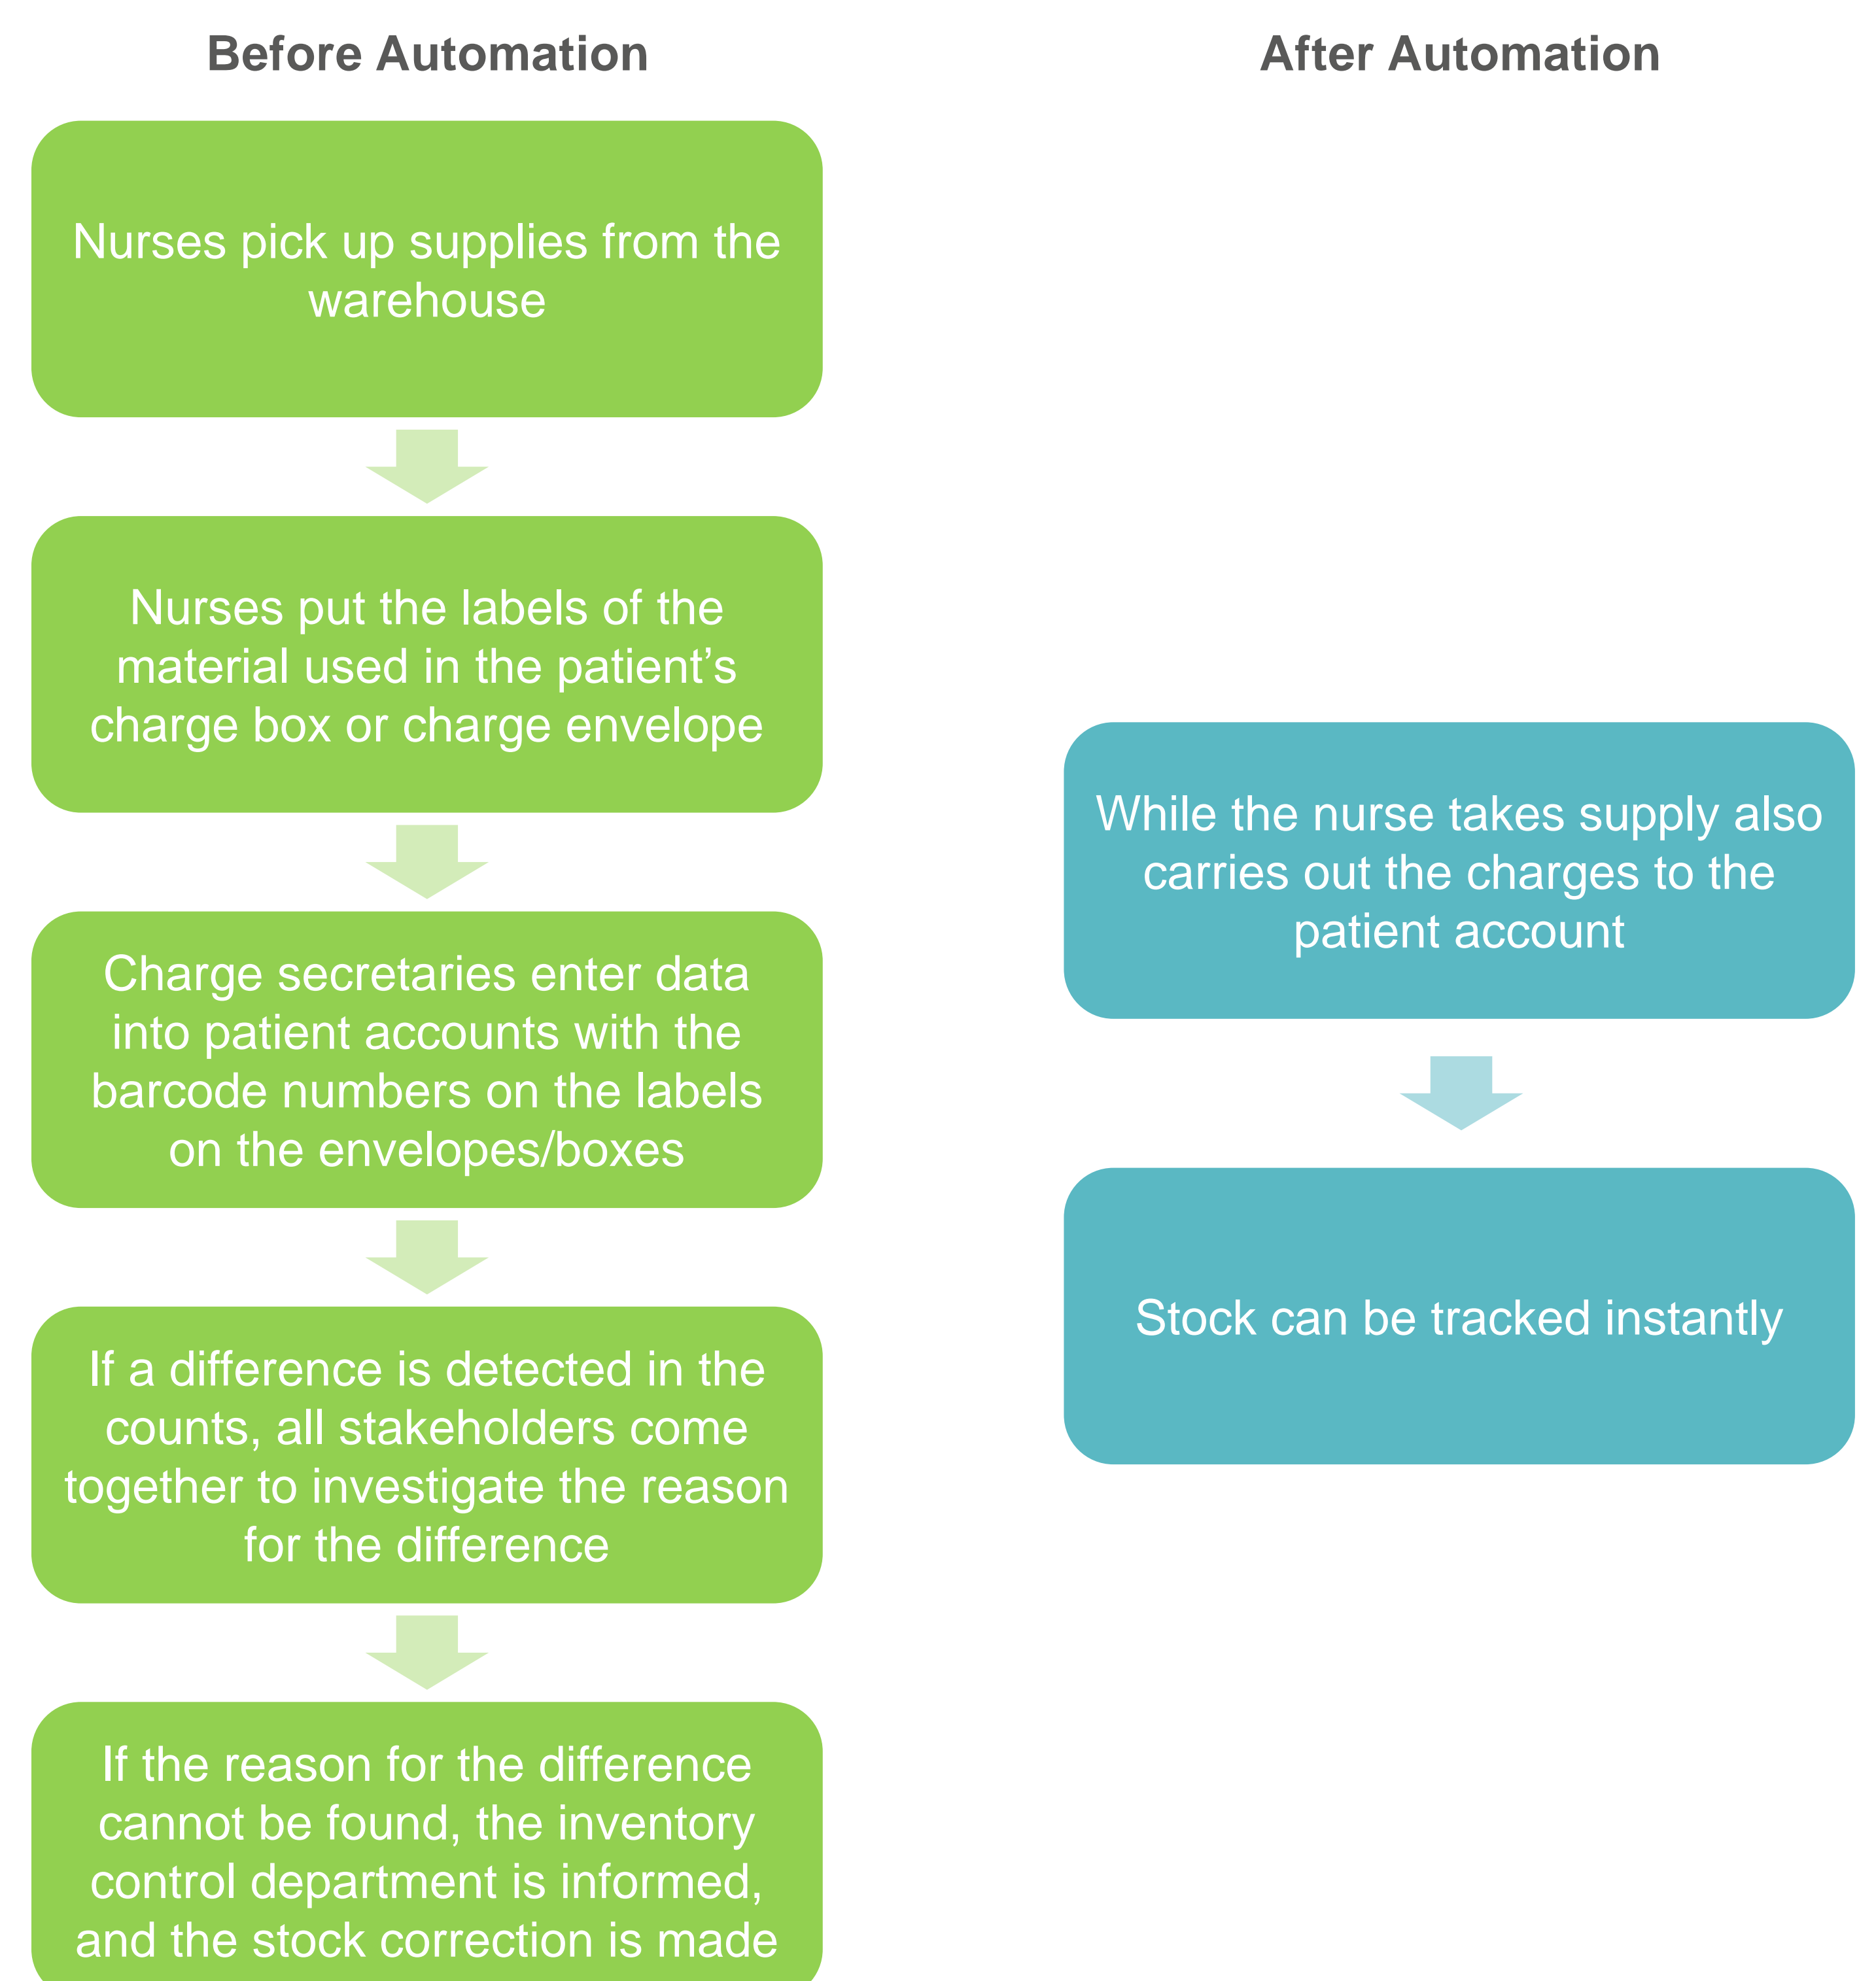 Before Automation
Nurses pick up supplies from the
warehouse
Nurses put the labels of the
material used in the patient’s
charge box or charge envelope
Charge secretaries enter data
into patient accounts with the
barcode numbers on the labels
on the envelopes/boxes
If a difference is detected in the
counts, all stakeholders come
together to investigate the reason
for the difference
If the reason for the difference
cannot be found, the inventory
control department is informed,
and the stock correction is made
After Automation
While the nurse takes supply also
carries out the charges to the
patient account
Stock can be tracked instantly